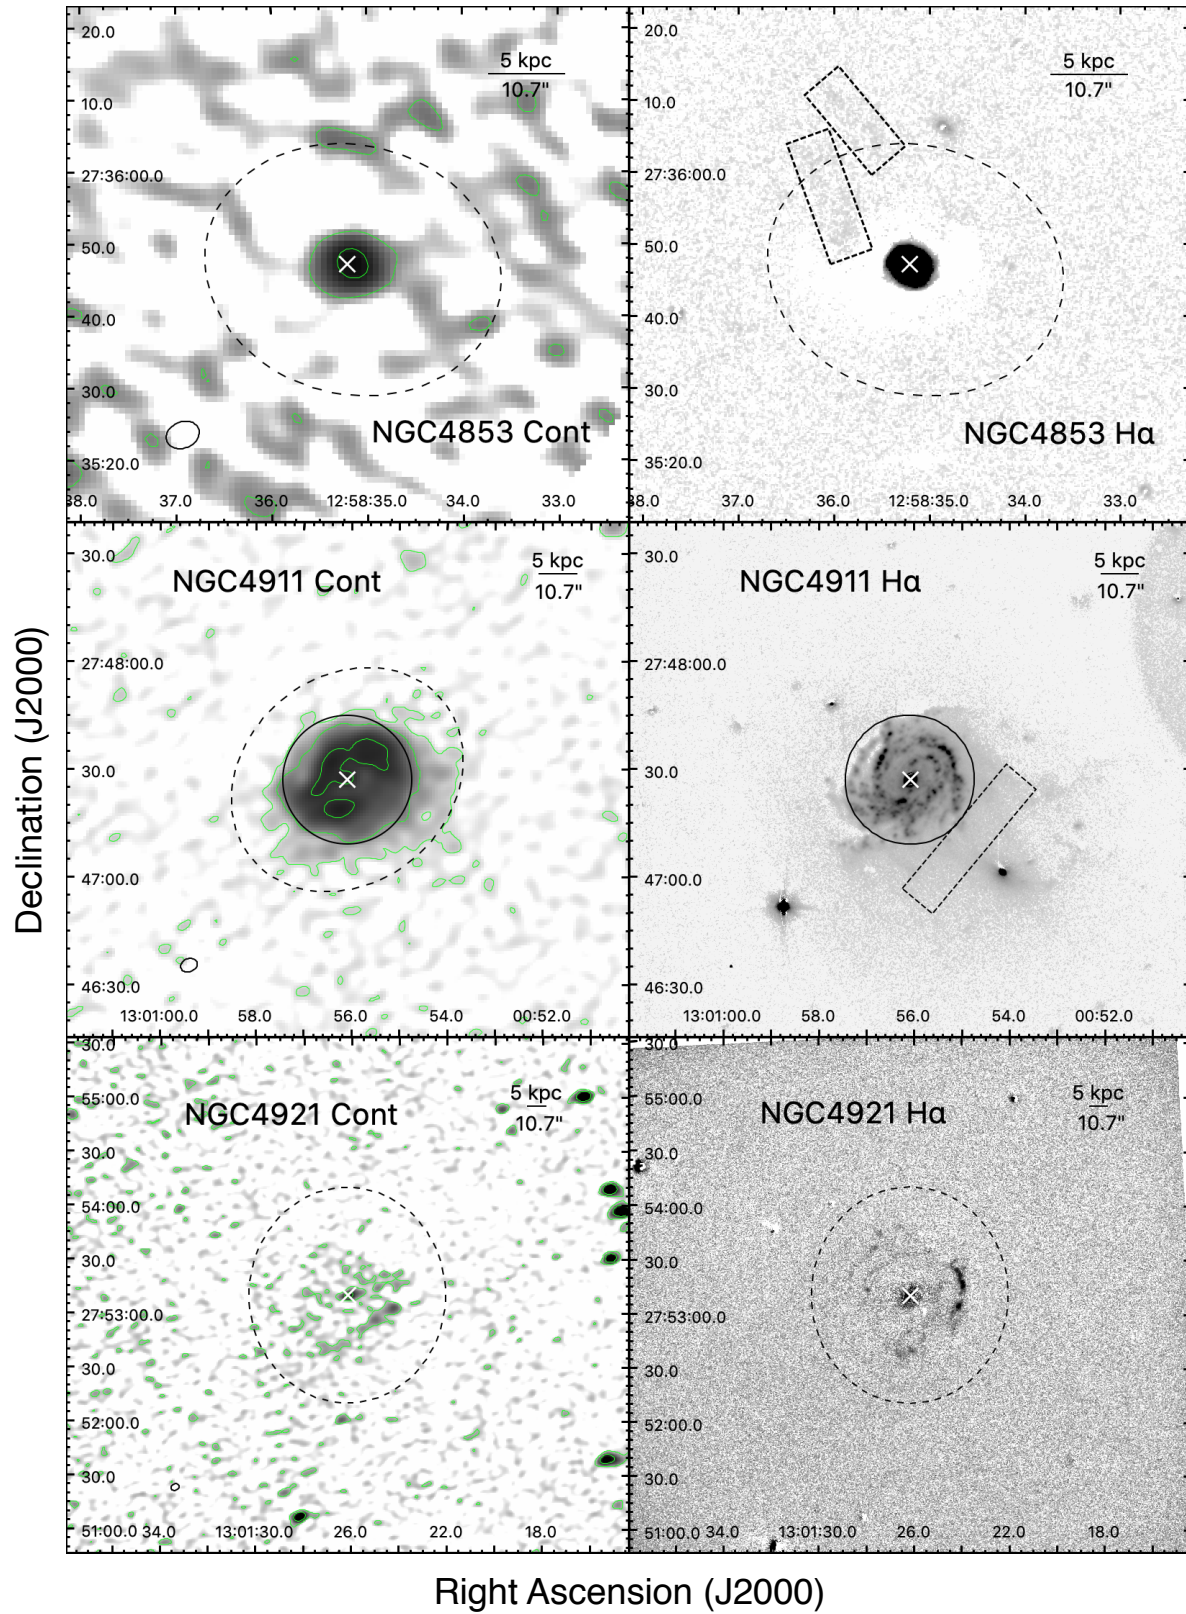 20.0
10.0
27:36:00.0
50.0
40.0
30.0
35:20.0
5 kpc
10.7"
NGC4853 Cont
38.0 37.0 36.0 12:58:35.0 34.0 33.0
20.0
10.0
27:36:00.0
50.0
40.0
30.0
35:20.0
5 kpc
10.7"
NGC4853 Hα
38.0 37.0 36.0 12:58:35.0 34.0 33.0
30.0
NGC4911 Cont
5 kpc
10.7"
27:48:00.0
30.0
47:00.0
46:30.0
13:01:00.0 58.0 56.0 54.0 00:52.0
30.0
NGC4911 Hα
5 kpc
10.7"
27:48:00.0
30.0
47:00.0
46:30.0
13:01:00.0 58.0 56.0 54.0 00:52.0
30.0
55:00.0
NGC4921 Cont
5 kpc
10.7"
30.0
54:00.0
30.0
27:53:00.0
30.0
52:00.0
30.0
51:00.0 34.0 13:01:30.0 26.0 22.0 18.0
30.0
55:00.0
NGC4921 Hα
5 kpc
10.7"
30.0
54:00.0
30.0
27:53:00.0
30.0
52:00.0
30.0
51:00.0 34.0 13:01:30.0 26.0 22.0 18.0
Declination (J2000)
Right Ascension (J2000)